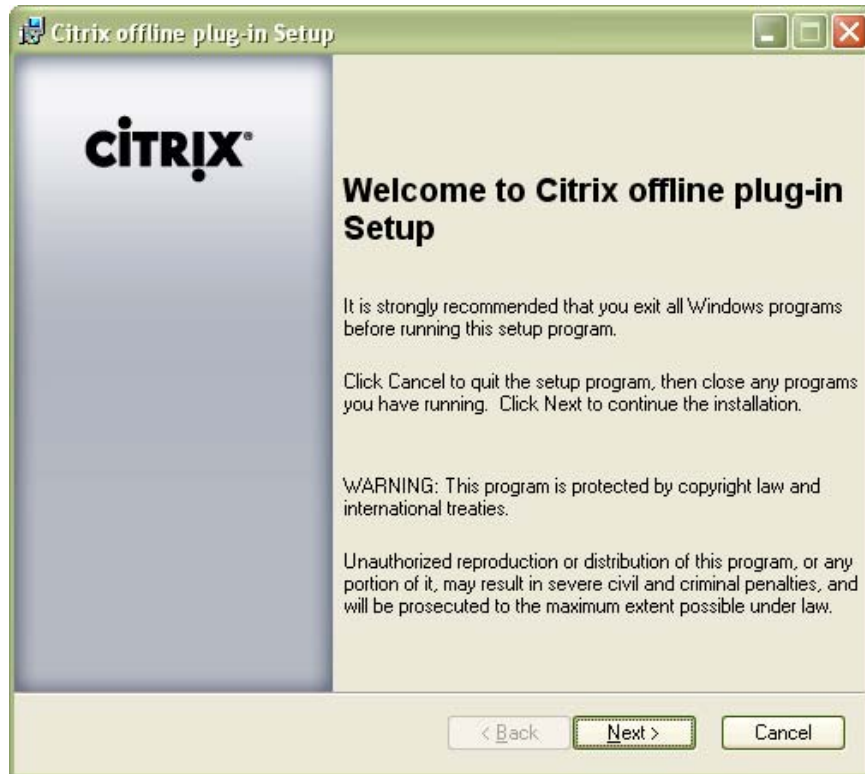 Citrix offline plug-in Setup
CiTRIX®
Welcome to Citrix offline plug-in
Setup
It is strongly recommended that you exit all Windows programs
before running this setup program.
Click Cancel to quit the setup program, then close any programs
you have running.  Click Next to continue the installation.
WARNING: This program is protected by copyright law and
international treaties.
Unauthorized reproduction or distribution of this program, or any
portion of it, may result in severe civil and criminal penalties, and
will be prosecuted to the maximum extent possible under law.
< Back Next > Cancel